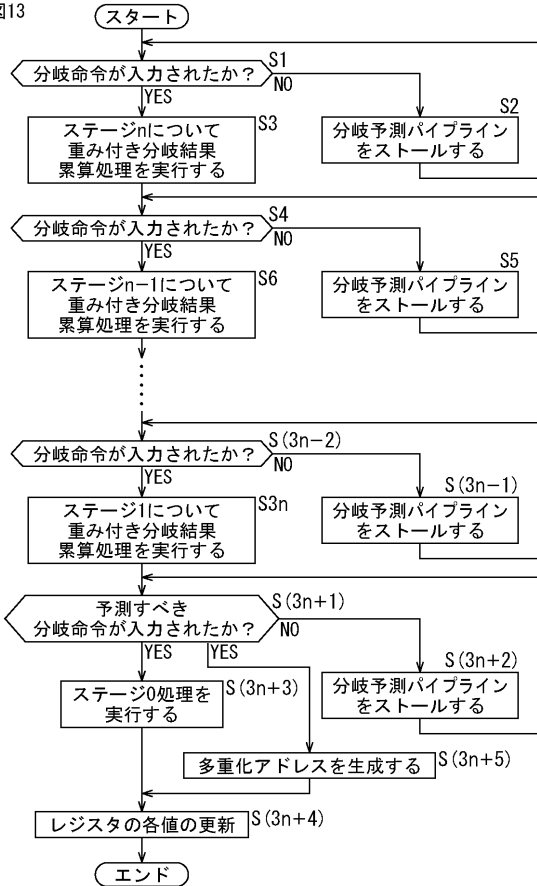 図13
スタート
分岐命令が入力されたか?
S1
YES
NO
ステージnについて
重み付き分岐結果
累算処理を実行する
S3
S2
分岐予測パイプライン
をストールする
分岐命令が入力されたか?
S4
YES
NO
ステージn−1について
重み付き分岐結果
累算処理を実行する
S6
S5
分岐予測パイプライン
をストールする
分岐命令が入力されたか?
S(3n−2)
YES
NO
ステージ1について
重み付き分岐結果
累算処理を実行する
S3n
S(3n−1)
分岐予測パイプライン
をストールする
予測すべき
分岐命令が入力されたか?
S(3n+1)
YES
YES
NO
ステージ0処理を
実行する
S(3n+3)
S(3n+2)
分岐予測パイプライン
をストールする
多重化アドレスを生成する
S(3n+5)
レジスタの各値の更新
S(3n+4)
エンド